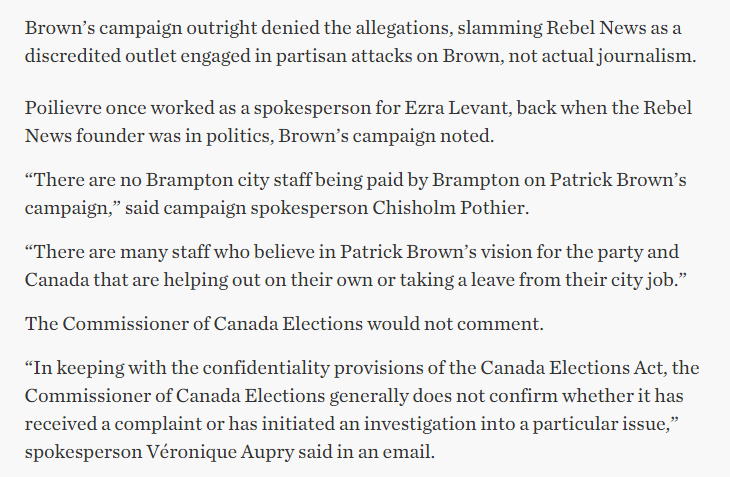 Brown’s campaign outright denied the allegations, slamming Rebel News as a
discredited outlet engaged in partisan attacks on Brown, not actual journalism.
Poilievre once worked as a spokesperson for Ezra Levant, back when the Rebel
News founder was in politics, Brown’s campaign noted.
“There are no Brampton city staff being paid by Brampton on Patrick Brown’s
campaign,” said campaign spokesperson Chisholm Pothier.
“There are many staff who believe in Patrick Brown’s vision for the party and
Canada that are helping out on their own or taking a leave from their city job.”
The Commissioner of Canada Elections would not comment.
“In keeping with the confidentiality provisions of the Canada Elections Act, the
Commissioner of Canada Elections generally does not confirm whether it has
received a complaint or has initiated an investigation into a particular issue,”
spokesperson Véronique Aupry said in an email.